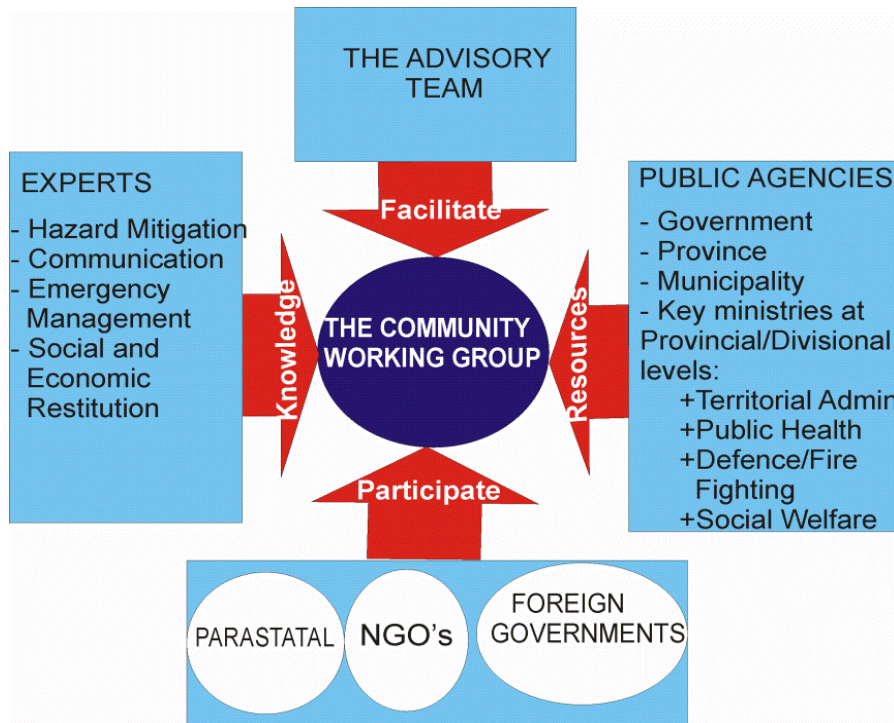 THE ADVISORY
TEAM
Facilitate
EXPERTS
- Hazard Mitigation
- Communication
- Emergency
Management
- Social and
Economic
Restitution
Knowledge
THE COMMUNITY
WORKING GROUP
Resources
PUBLIC AGENCIES
- Government
- Province
- Municipality
- Key ministries at
Provincial/Divisional
levels:
+Territorial Admin
+Public Health
+Defence/Fire
Fighting
+Social Welfare
Participate
PARASTATAL
NGO's
FOREIGN
GOVERNMENTS